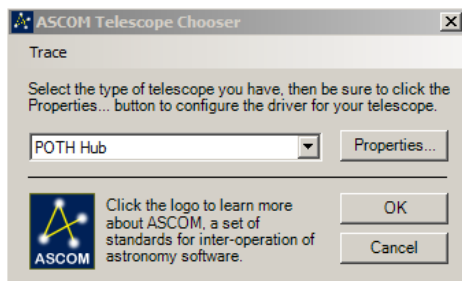 ASCOM Telescope Chooser
Trace
Select the type of telescope you have, then be sure to click the
Properties... button to configure the driver for your telescope.
POTH Hub
Properties...
Click the logo to learn more
about ASCOM, a set of
standards for inter-operation of
astronomy software.
ASCOM
OK
Cancel